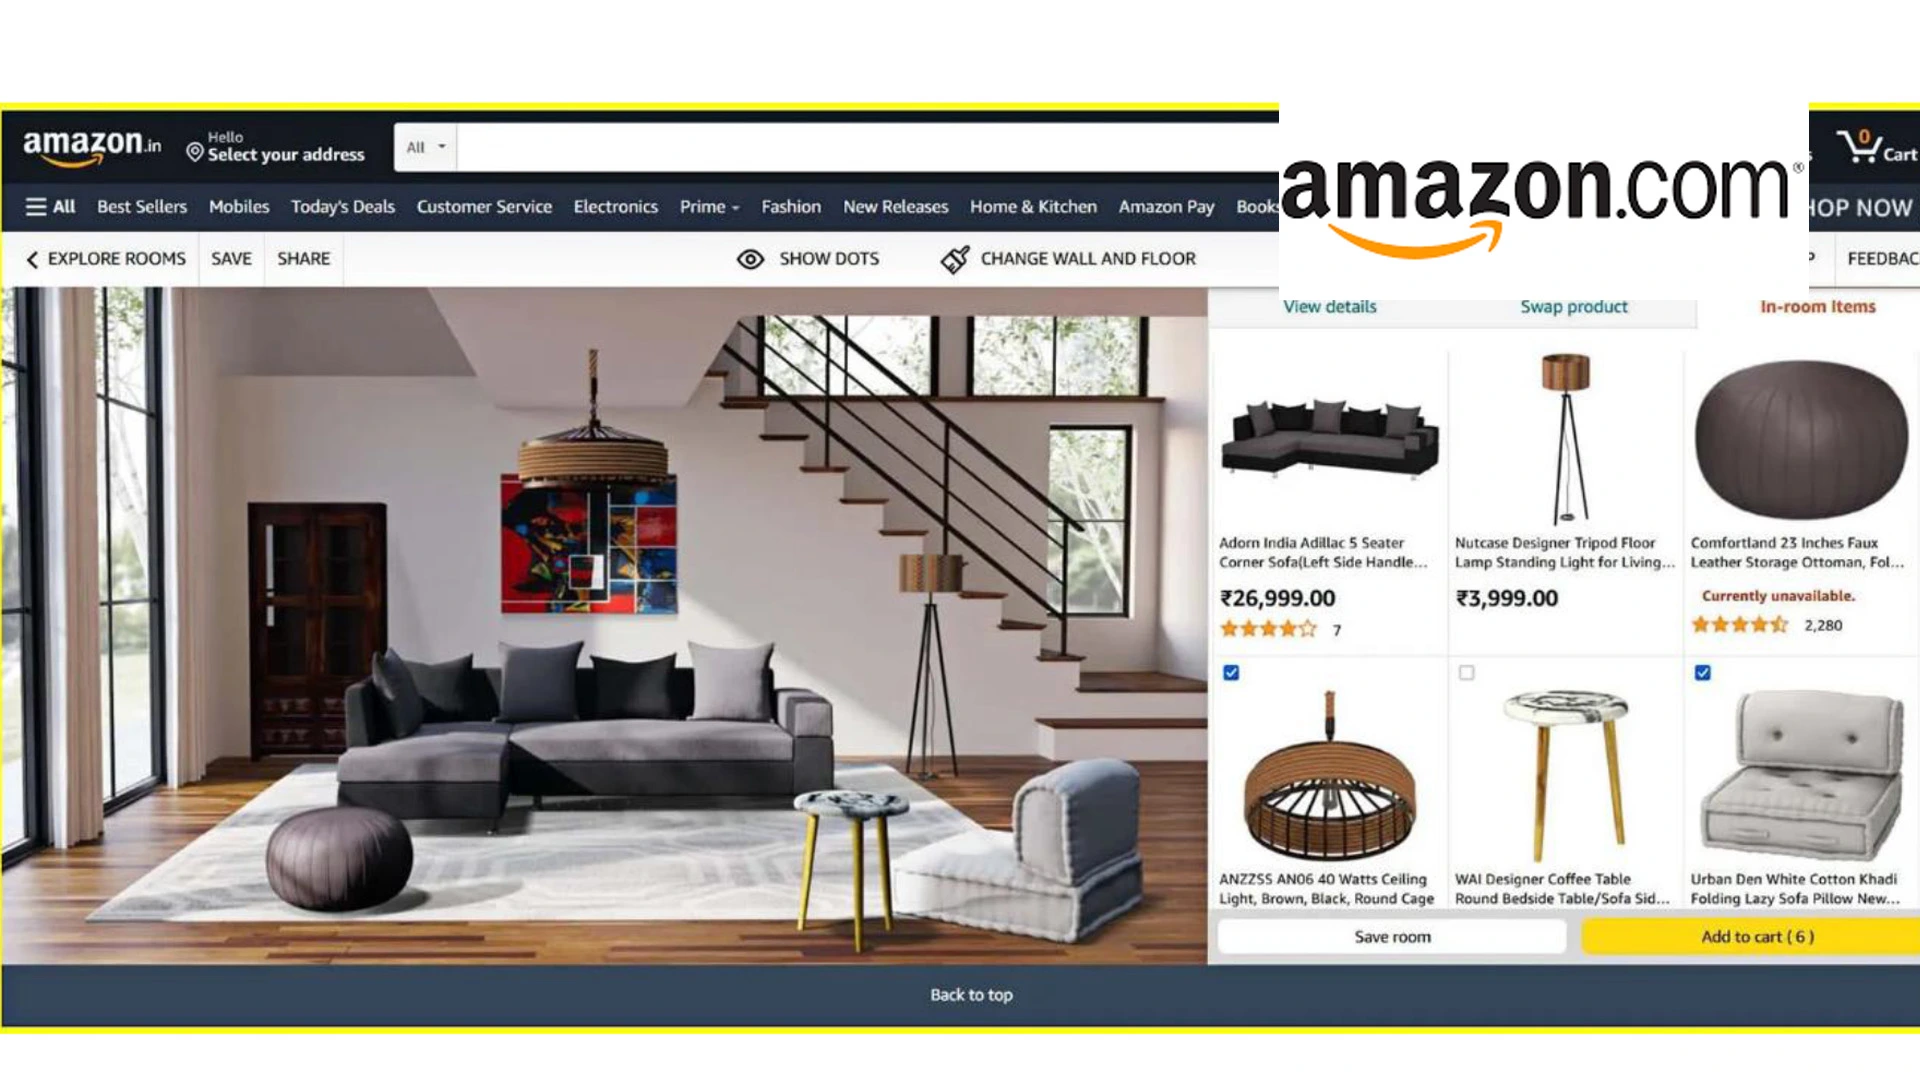 amazon.in
Hello
Select your address
All
0
Cart
amazon.com®
All Best Sellers Mobiles Today's Deals Customer Service Electronics Prime Fashion New Releases Home & Kitchen Amazon Pay Books
HOP NOW
EXPLORE ROOMS SAVE SHARE SHOW DOTS CHANGE WALL AND FLOOR
FEEDBAC
View details Swap product In-room Items
Adorn India Adillac 5 Seater
Corner Sofa(Left Side Handle...
₹26,999.00
7
Nutcase Designer Tripod Floor
Lamp Standing Light for Living...
₹3,999.00
Comfortland 23 Inches Faux
Leather Storage Ottoman, Fol...
Currently unavailable.
2,280
ANZZSS AN06 40 Watts Ceiling
Light, Brown, Black, Round Cage
WAI Designer Coffee Table
Round Bedside Table/Sofa Sid...
Urban Den White Cotton Khadi
Folding Lazy Sofa Pillow New...
Save room
Add to cart ( 6 )
Back to top